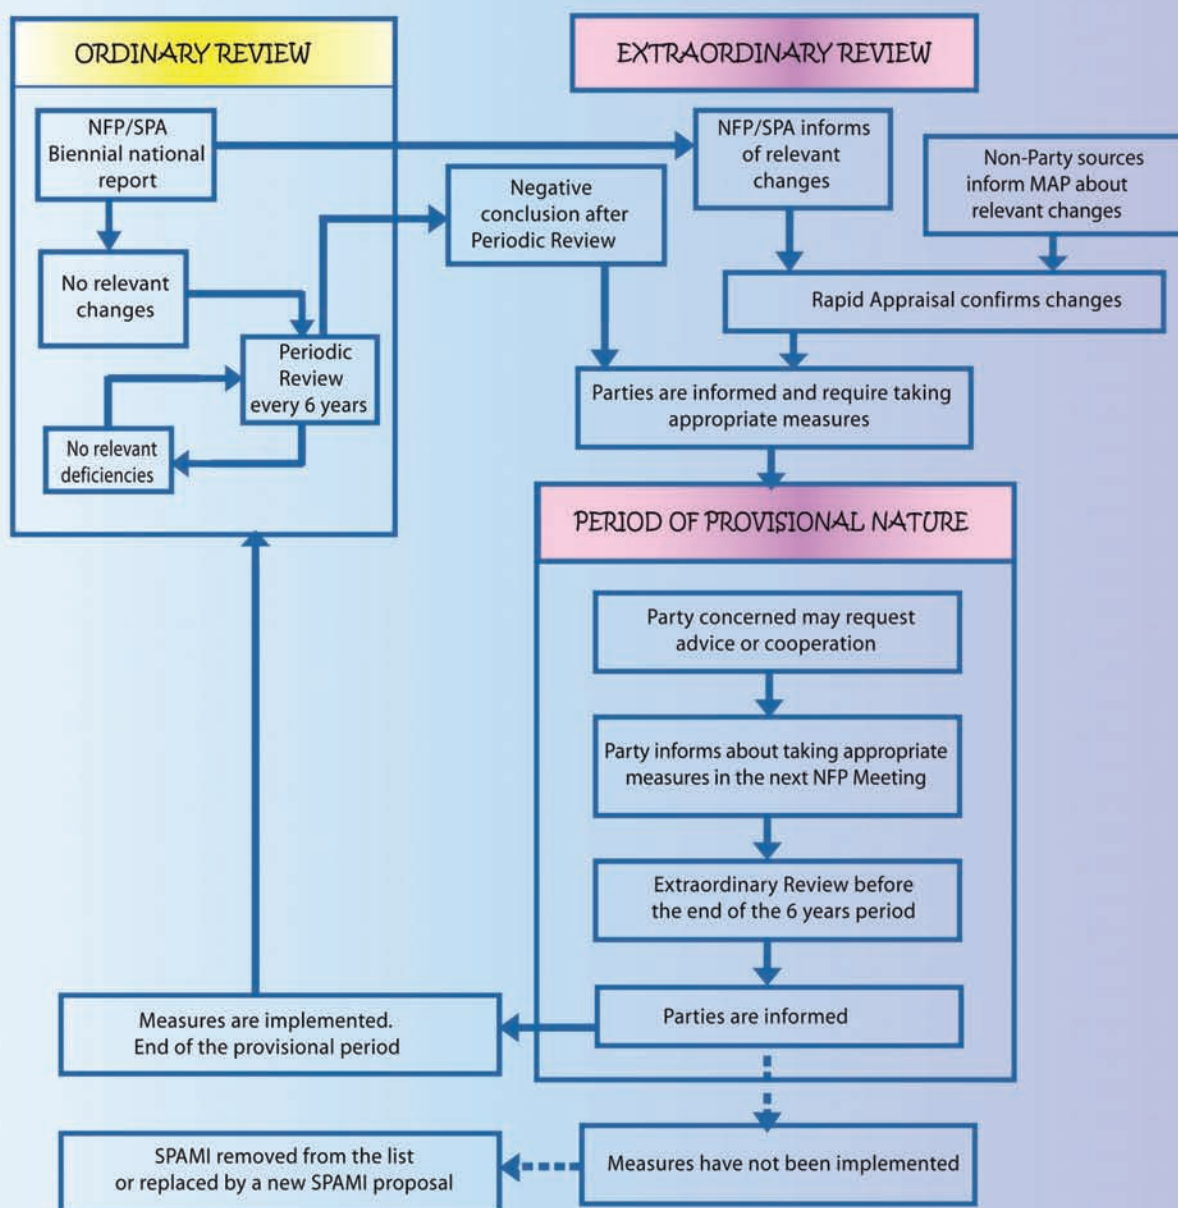 ORDINARY REVIEW
EXTRAORDINARY REVIEW
NFP/SPA
Biennial national
report
NFP/SPA informs
of relevant
changes
Non-Party sources
inform MAP about
relevant changes
Negative
conclusion after
Periodic Review
No relevant
changes
Rapid Appraisal confirms changes
Periodic
Review
every 6 years
Parties are informed and require taking
appropriate measures
No relevant
deficiencies
PERIOD OF PROVISIONAL NATURE
Party concerned may request
advice or cooperation
Party informs about taking appropriate
measures in the next NFP Meeting
Extraordinary Review before
the end of the 6 years period
Parties are informed
Measures are implemented.
End of the provisional period
Measures have not been implemented
SPAMI removed from the list
or replaced by a new SPAMI proposal